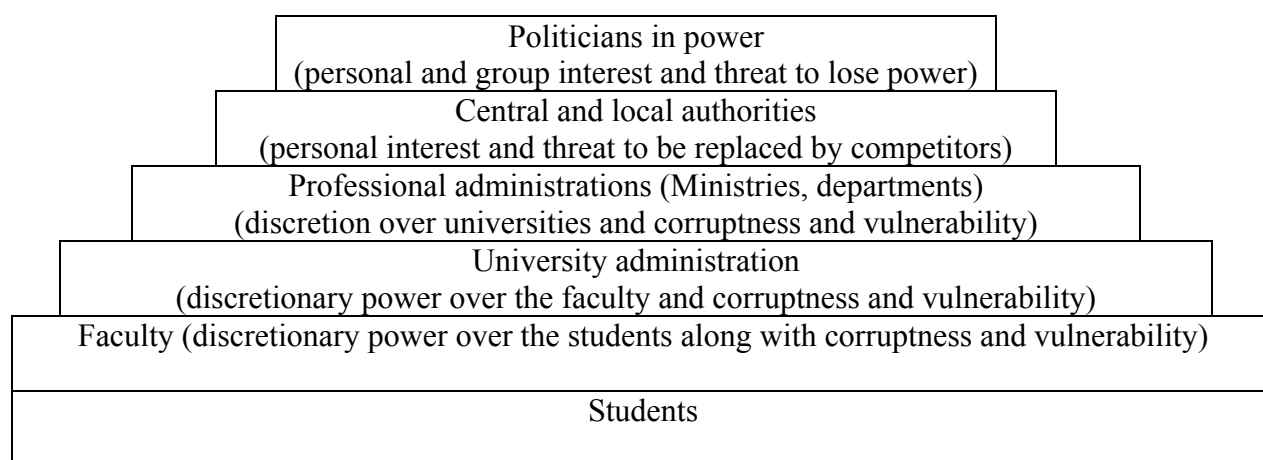 Politicians in power
(personal and group interest and threat to lose power)
Central and local authorities
(personal interest and threat to be replaced by competitors)
Professional administrations (Ministries, departments)
(discretion over universities and corruptness and vulnerability)
University administration
(discretionary power over the faculty and corruptness and vulnerability)
Faculty (discretionary power over the students along with corruptness and vulnerability)
Students